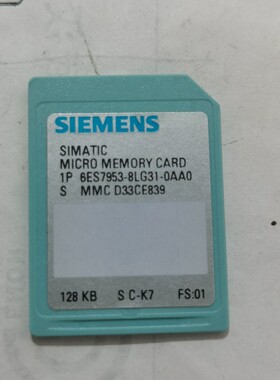 SIEMENS
SIMATIC
MICRO MEMORY CARD
1P 6ES7953-8LG31-0AA0
S MMC D33CE839
128 KB S C-K7 FS:01